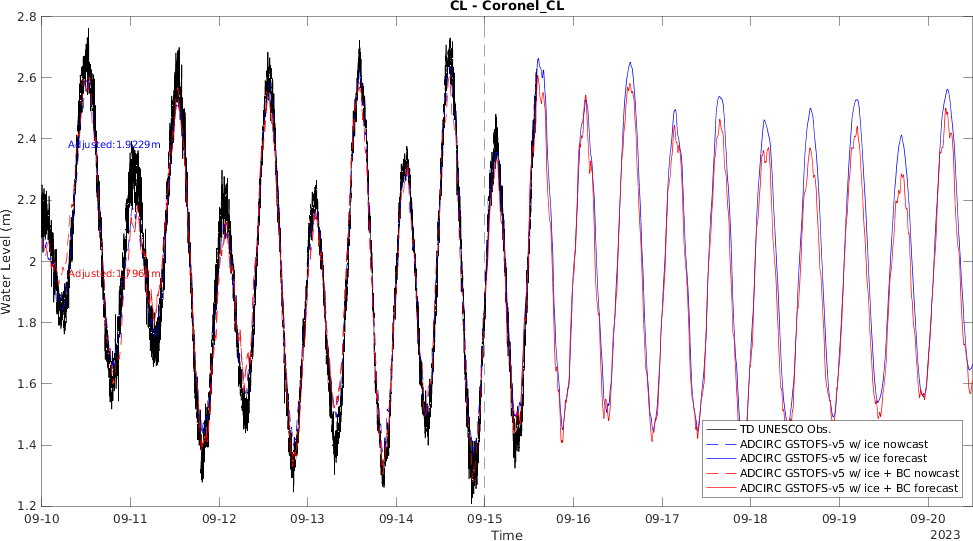 CL - Coronel_CL
2.8
2.6
2.4
2.2
2
1.8
1.6
1.4
1.2
Water Level (m)
Adjusted:1.9229m
TD UNESCO Obs.
ADCIRC GSTOFS-v5 w/ ice nowcast
ADCIRC GSTOFS-v5 w/ ice forecast
ADCIRC GSTOFS-v5 w/ ice + BC nowcast
ADCIRC GSTOFS-v5 w/ ice + BC forecast
09-10 09-11 09-12 09-13 09-14 09-15 09-16 09-17 09-18 09-19 09-20
Time
2023